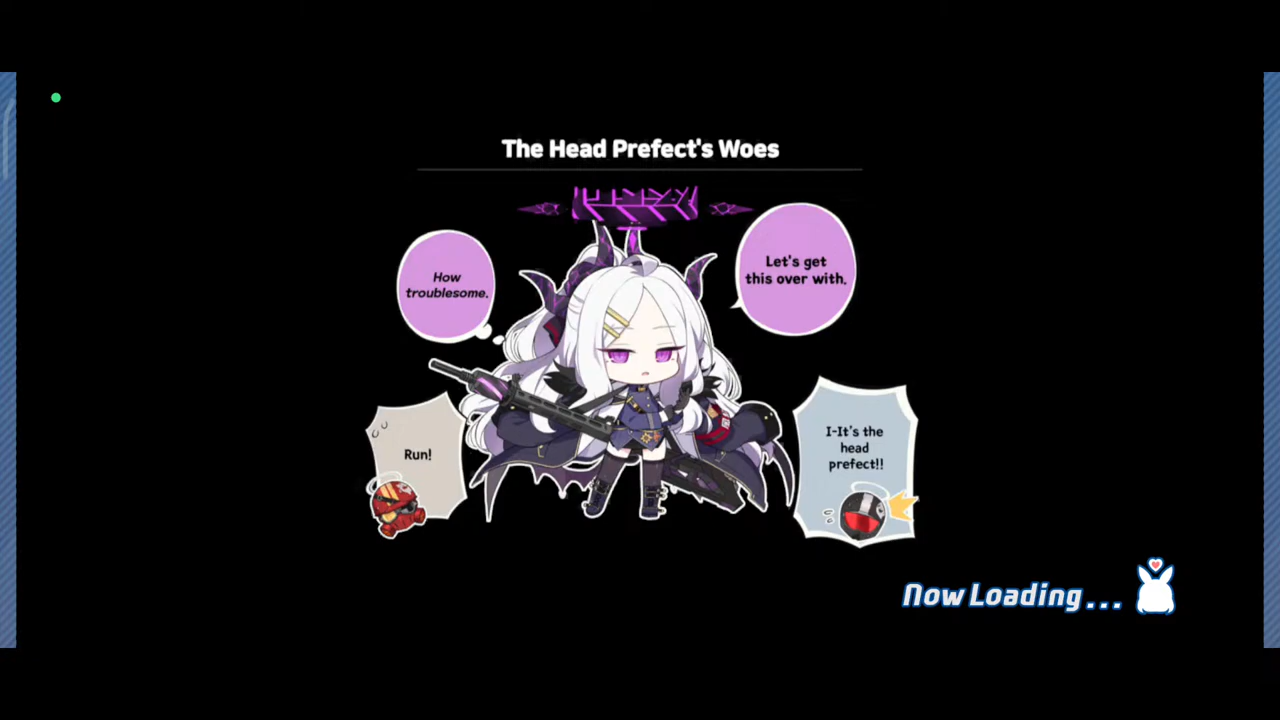 The Head Prefect's Woes
How
troublesome.
Let's get
this over with.
Run!
I-It's the
head
prefect!!
Now Loading...